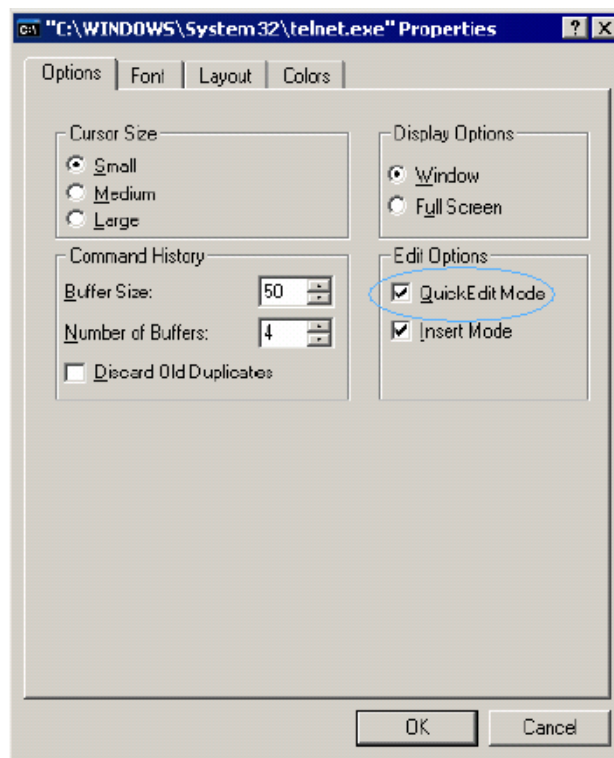 "C:\WINDOWS\System32\telnet.exe" Properties
Options Font Layout Colors
Cursor Size
Small
Medium
Large
Display Options
Window
Full Screen
Command History
Buffer Size: 50
Number of Buffers: 4
Discard Old Duplicates
Edit Options
QuickEdit Mode
Insert Mode
OK Cancel